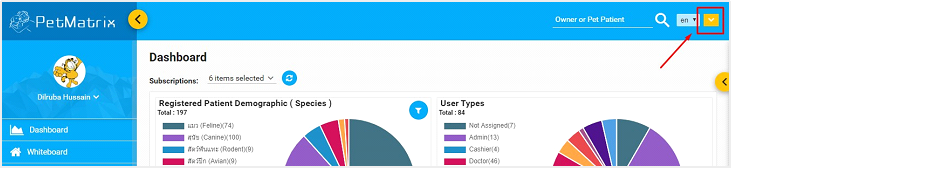 PetMatrix
Owner or Pet Patient
en
Dashboard
Subscriptions: 6 items selected
Dilruba Hussain
Dashboard
Whiteboard
Registered Patient Demographic ( Species )
Total : 197
แมว (Feline)(74)
สุนัข (Canine)(100)
สัตว์ฟันแทะ (Rodent)(9)
สัตว์ปีก (Avian)(9)
User Types
Total : 84
Not Assigned(7)
Admin(13)
Cashier(4)
Doctor(46)